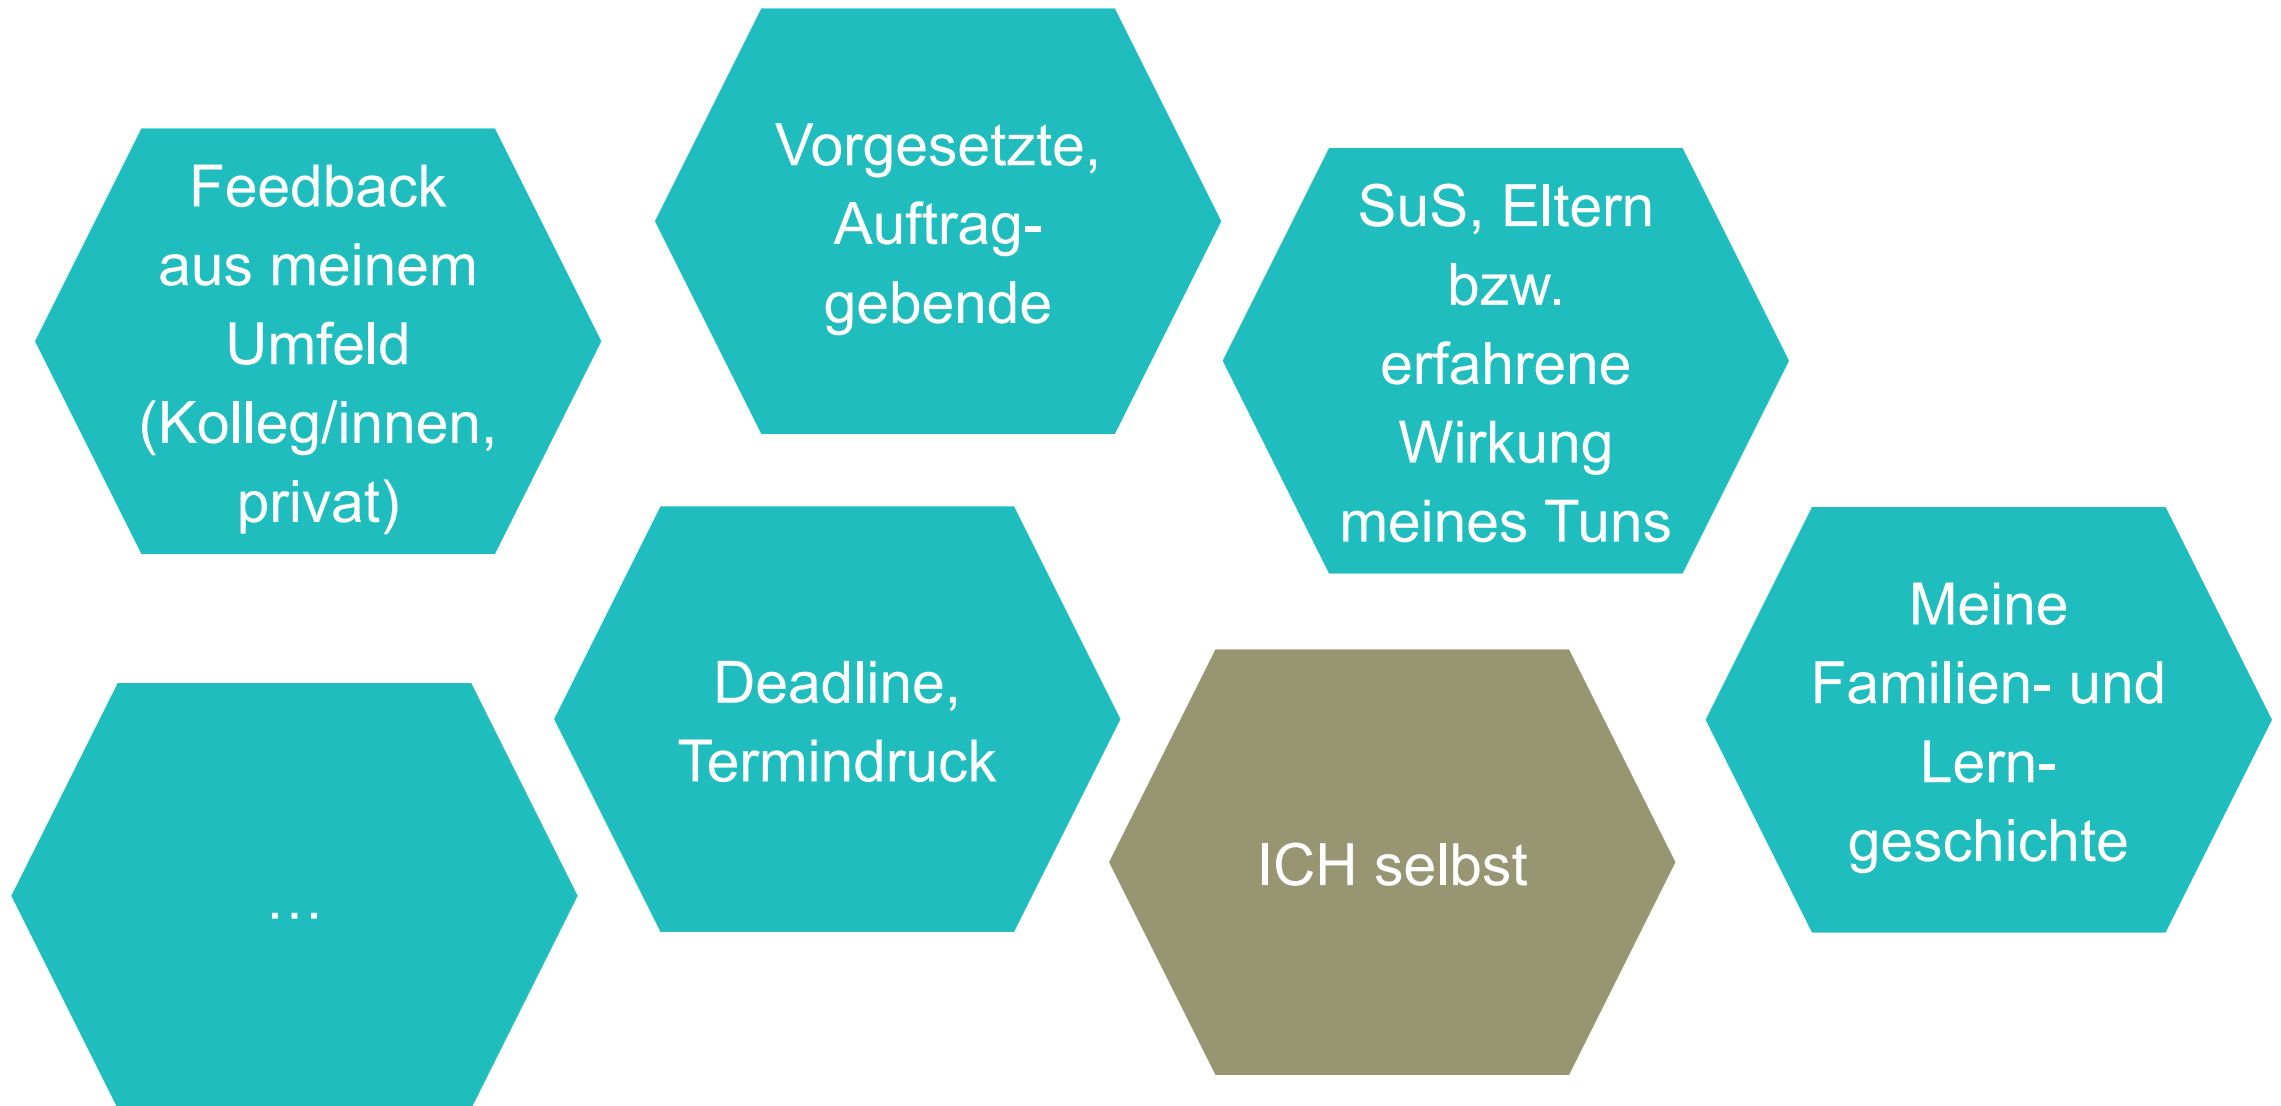 Feedback
aus meinem
Umfeld
(Kolleg/innen,
privat)
Vorgesetzte,
Auftrag-
gebende
SuS, Eltern
bzw.
erfahrene
Wirkung
meines Tuns
Meine
Familien- und
Lern-
geschichte
Deadline,
Termindruck
ICH selbst
…